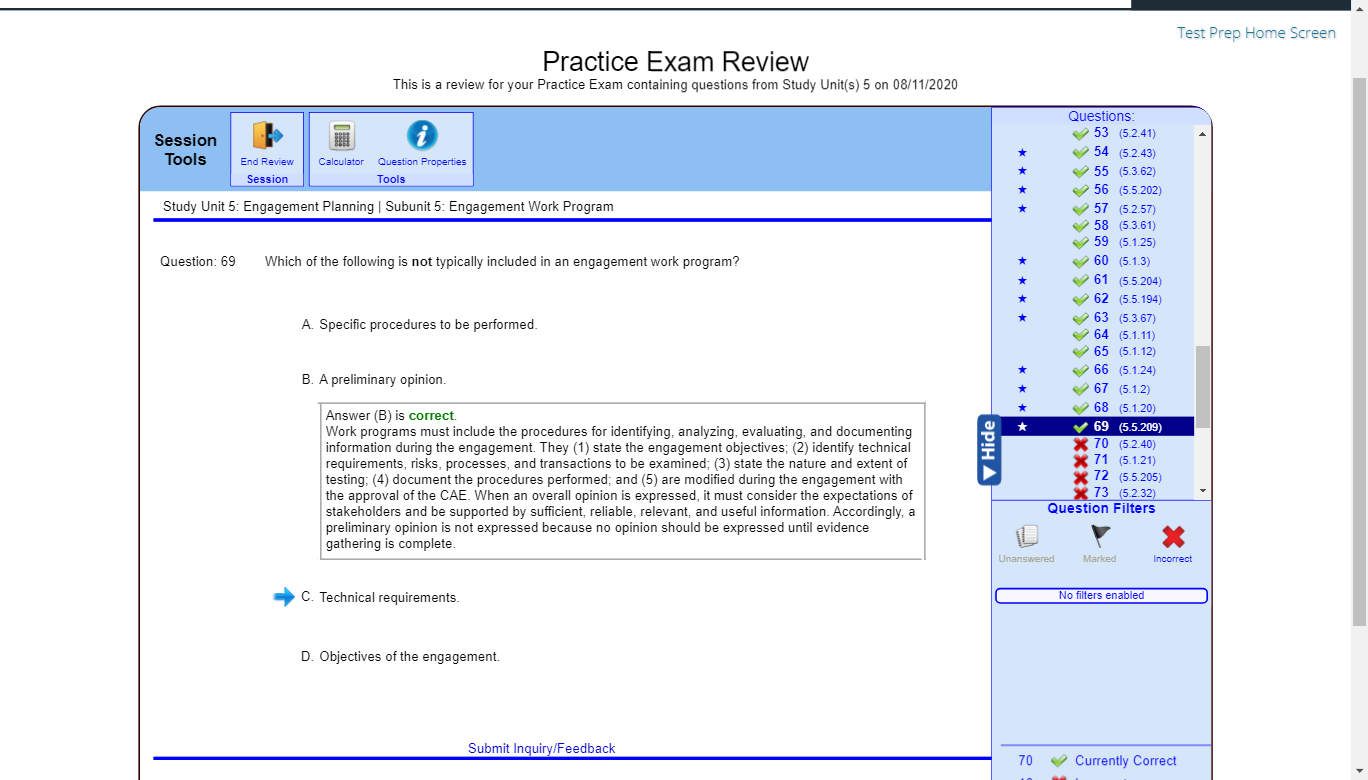 Test Prep Home Screen
Practice Exam Review
This is a review for your Practice Exam containing questions from Study Unit(s) 5 on 08/11/2020
Session
Tools
End Review
Session
Calculator
Question Properties
Tools
Study Unit 5: Engagement Planning | Subunit 5: Engagement Work Program
Question: 69
Which of the following is not typically included in an engagement work program?
A. Specific procedures to be performed.
B. A preliminary opinion.
Answer (B) is correct.
Work programs must include the procedures for identifying, analyzing, evaluating, and documenting
information during the engagement. They (1) state the engagement objectives; (2) identify technical
requirements, risks, processes, and transactions to be examined; (3) state the nature and extent of
testing; (4) document the procedures performed; and (5) are modified during the engagement with
the approval of the CAE. When an overall opinion is expressed, it must consider the expectations of
stakeholders and be supported by sufficient, reliable, relevant, and useful information. Accordingly, a
preliminary opinion is not expressed because no opinion should be expressed until evidence
gathering is complete.
C. Technical requirements.
D. Objectives of the engagement.
Submit Inquiry/Feedback
Hide
Questions:
53 (5.2.41)
54 (5.2.43)
55 (5.3.62)
56 (5.5.202)
57 (5.2.57)
58 (5.3.61)
59 (5.1.25)
60 (5.1.3)
61 (5.5.204)
62 (5.5.194)
63 (5.3.67)
64 (5.1.11)
65 (5.1.12)
66 (5.1.24)
67 (5.1.2)
68 (5.1.20)
69 (5.5.209)
70 (5.2.40)
71 (5.1.21)
72 (5.5.205)
73 (5.2.32)
Question Filters
Unanswered
Marked
Incorrect
No filters enabled
70 Currently Correct